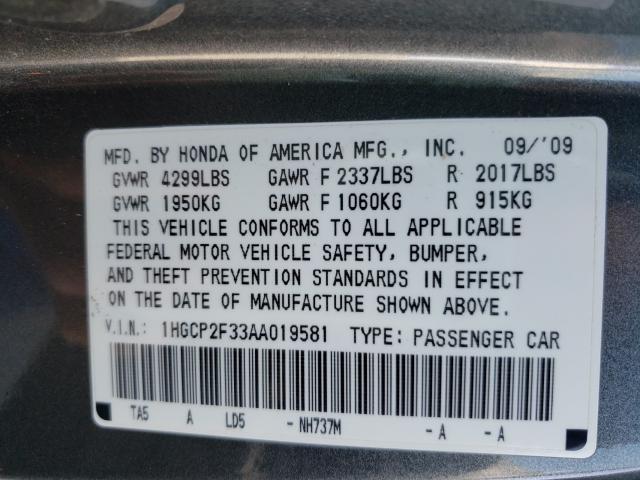 MFD. BY HONDA OF AMERICA MFG., INC. 09/'09
GVWR 4299LBS GAWR F 2337LBS R 2017LBS
GVWR 1950KG GAWR F 1060KG R 915KG
THIS VEHICLE CONFORMS TO ALL APPLICABLE
FEDERAL MOTOR VEHICLE SAFETY, BUMPER,
AND THEFT PREVENTION STANDARDS IN EFFECT
ON THE DATE OF MANUFACTURE SHOWN ABOVE.
V.I.N.: 1HGCP2F33AA019581 TYPE: PASSENGER CAR
TA5 A LD5 - NH737M - A - A